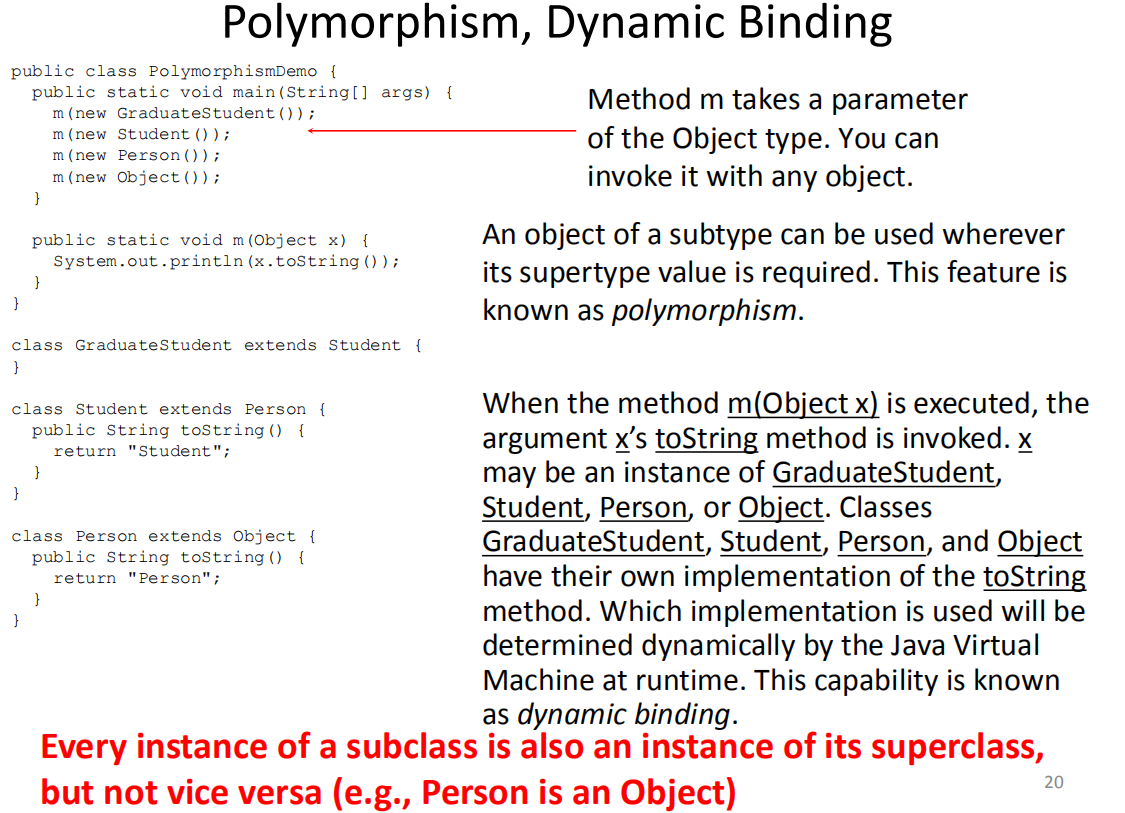 Polymorphism, Dynamic Binding
public class PolymorphismDemo {
  public static void main(String[] args) {
    m(new GraduateStudent());
    m(new Student());
    m(new Person());
    m(new Object());
  }
  public static void m(Object x) {
    System.out.println(x.toString());
  }
}
class GraduateStudent extends Student {
}
class Student extends Person {
  public String toString() {
    return "Student";
  }
}
class Person extends Object {
  public String toString() {
    return "Person";
  }
}
Method m takes a parameter
of the Object type. You can
invoke it with any object.
An object of a subtype can be used wherever
its supertype value is required. This feature is
known as polymorphism.
When the method m(Object x) is executed, the
argument x’s toString method is invoked. x
may be an instance of GraduateStudent,
Student, Person, or Object. Classes
GraduateStudent, Student, Person, and Object
have their own implementation of the toString
method. Which implementation is used will be
determined dynamically by the Java Virtual
Machine at runtime. This capability is known
as dynamic binding.
Every instance of a subclass is also an instance of its superclass,
but not vice versa (e.g., Person is an Object)
20